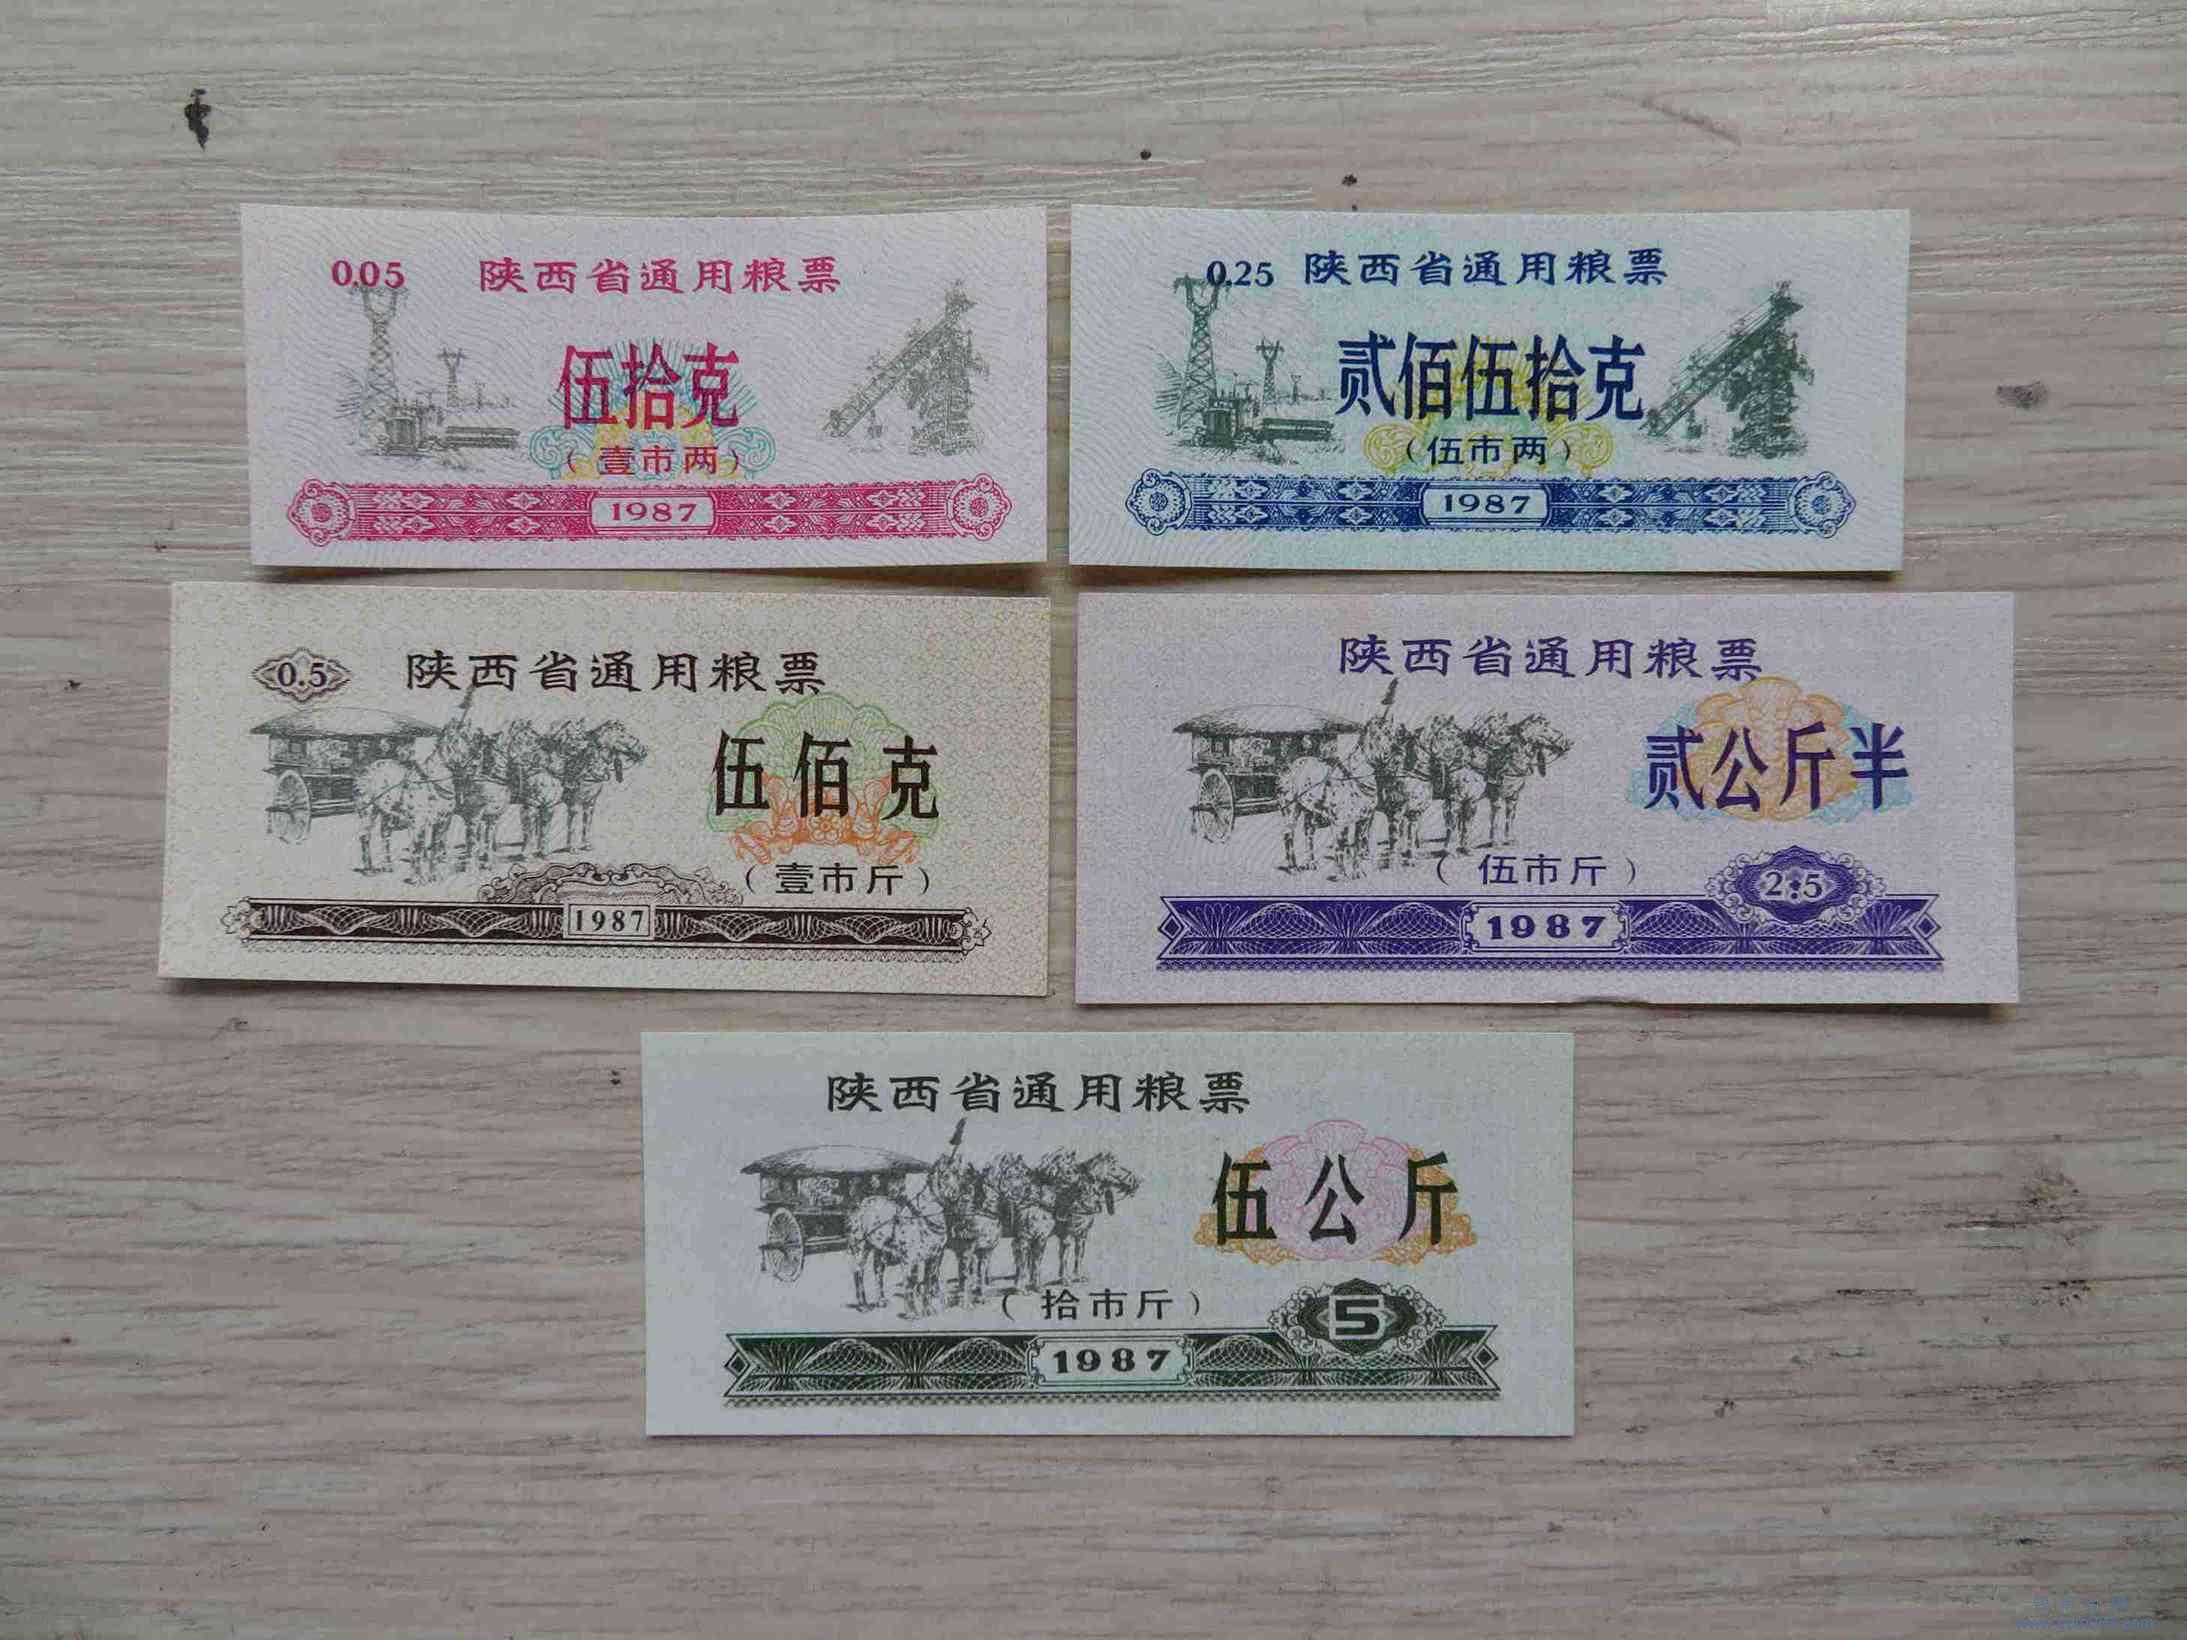 0.05 陕西省通用粮票
伍拾克
（壹市两）
1987
0.25 陕西省通用粮票
贰佰伍拾克
（伍市两）
1987
0.5 陕西省通用粮票
伍佰克
（壹市斤）
1987
陕西省通用粮票
贰公斤半
（伍市斤）
2.5
1987
陕西省通用粮票
伍公斤
（拾市斤）
5
1987